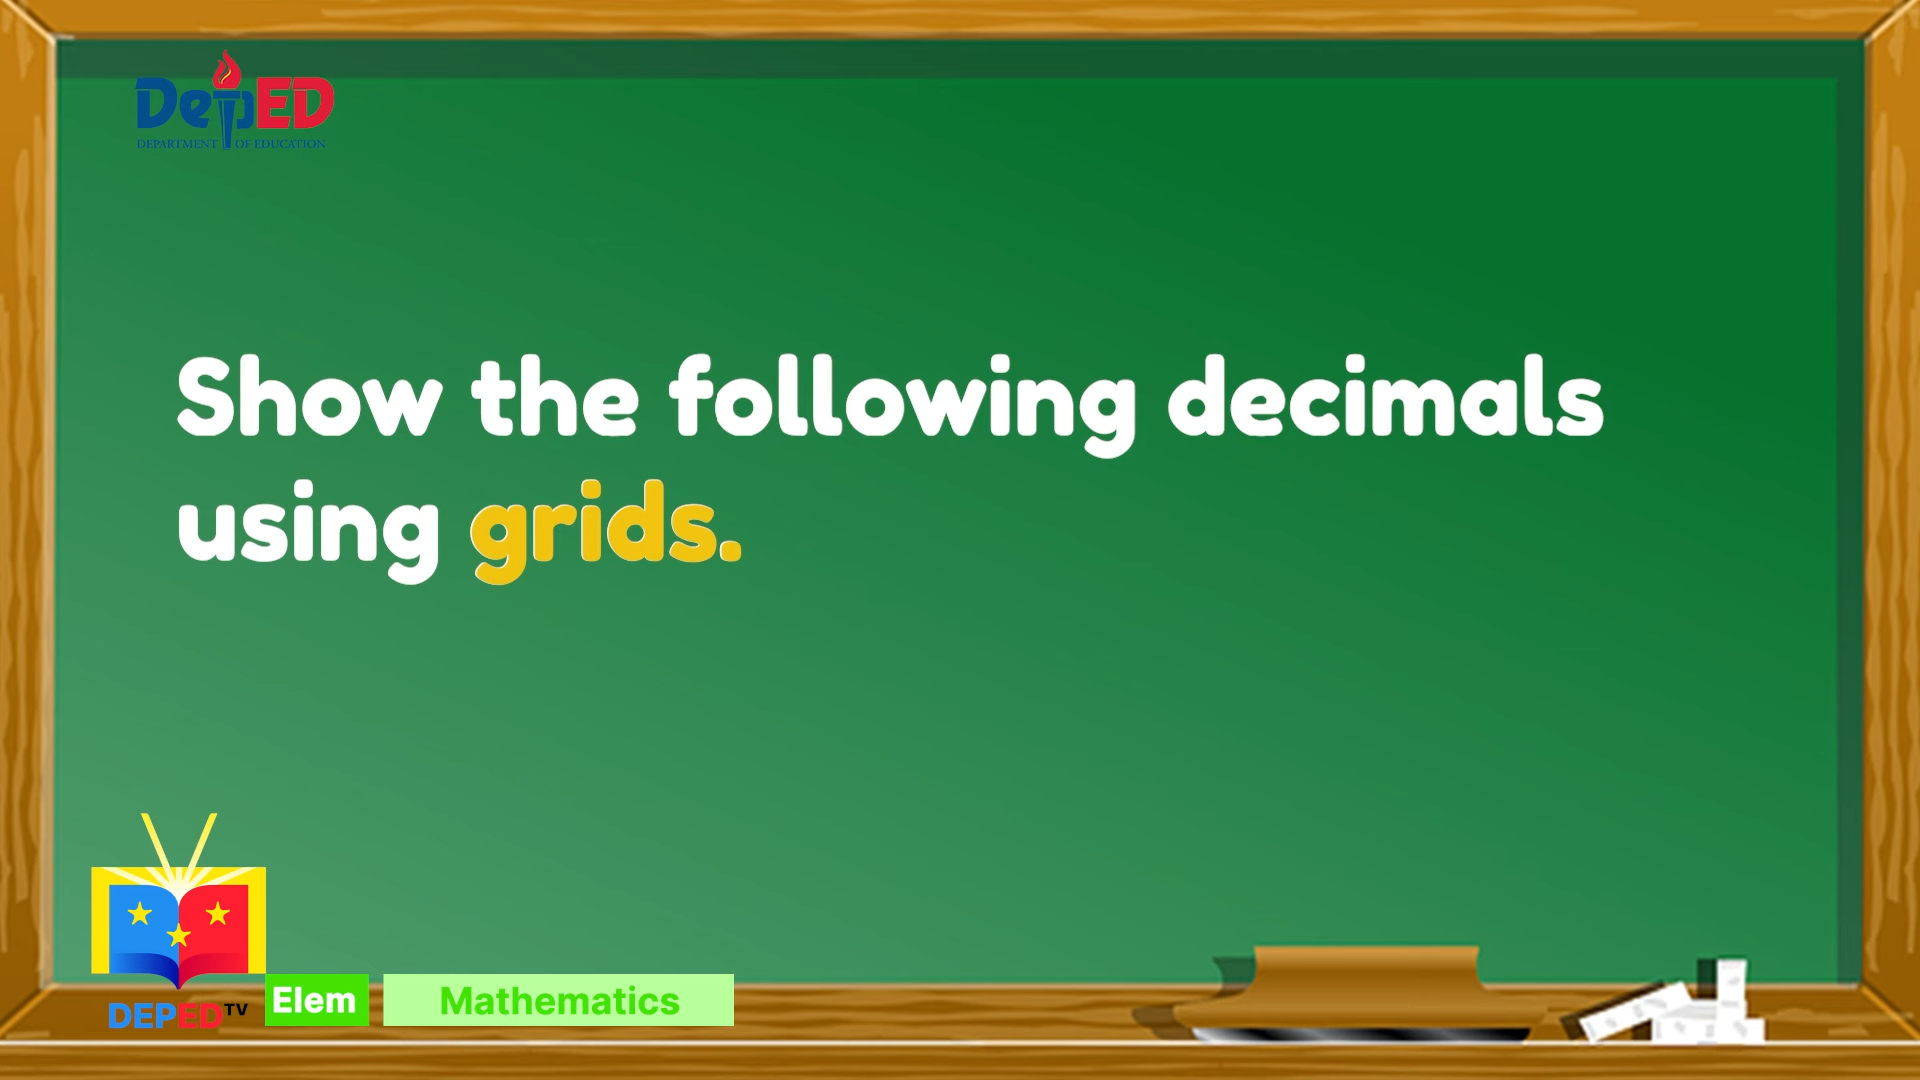 DepED
DEPARTMENT OF EDUCATION
Show the following decimals
using grids.
DEPED TV
Elem
Mathematics